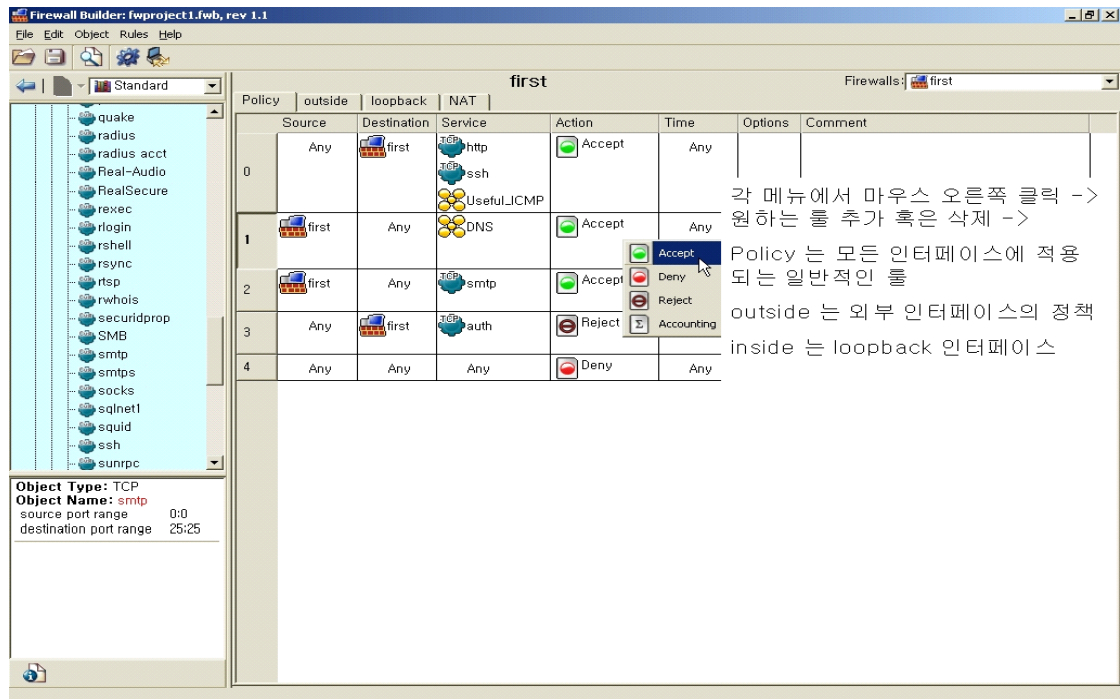 Firewall Builder: fwproject1.fwb, rev 1.1
File Edit Object Rules Help
Standard
first
Firewalls: first
Policy outside loopback NAT
quake
radius
radius acct
Real-Audio
RealSecure
rexec
rlogin
rshell
rsync
rtsp
rwhois
securidprop
SMB
smtp
smtps
socks
sqlnet1
squid
ssh
sunrpc
Source Destination Service Action Time Options Comment
0 Any first TCP http Accept Any
TCP ssh
Useful_ICMP
1 first Any DNS Accept Any
2 first Any TCP smtp Accept
3 Any first TCP auth Reject
4 Any Any Any Deny Any
Accept
Deny
Reject
Σ Accounting
각 메뉴에서 마우스 오른쪽 클릭 ->
원하는 룰 추가 혹은 삭제 ->
Policy 는 모든 인터페이스에 적용
되는 일반적인 룰
outside 는 외부 인터페이스의 정책
inside 는 loopback 인터페이스
Object Type: TCP
Object Name: smtp
source port range 0:0
destination port range 25:25